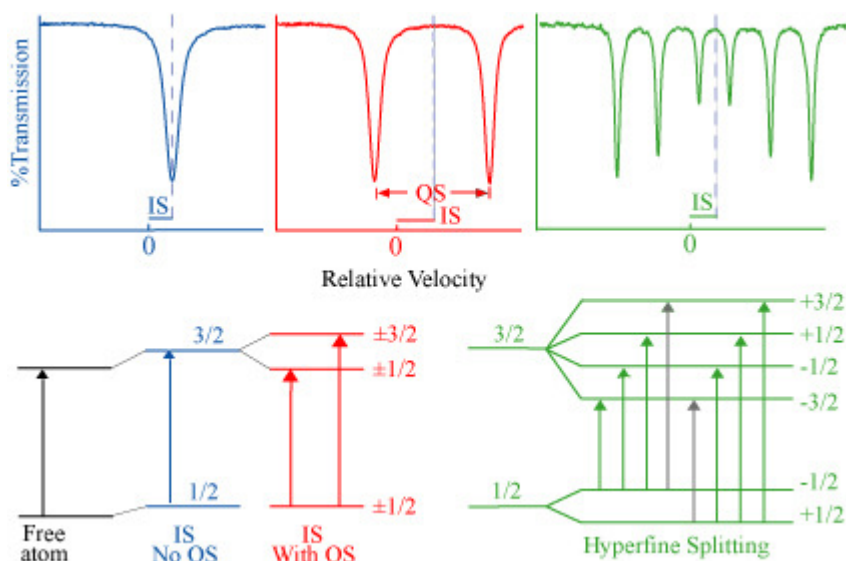 %Transmission
IS
0
QS
IS
0
IS
0
Relative Velocity
3/2
1/2
±3/2
±1/2
±1/2
3/2
1/2
+3/2
+1/2
-1/2
-3/2
-1/2
+1/2
Free
atom
IS
No QS
IS
With QS
Hyperfine Splitting